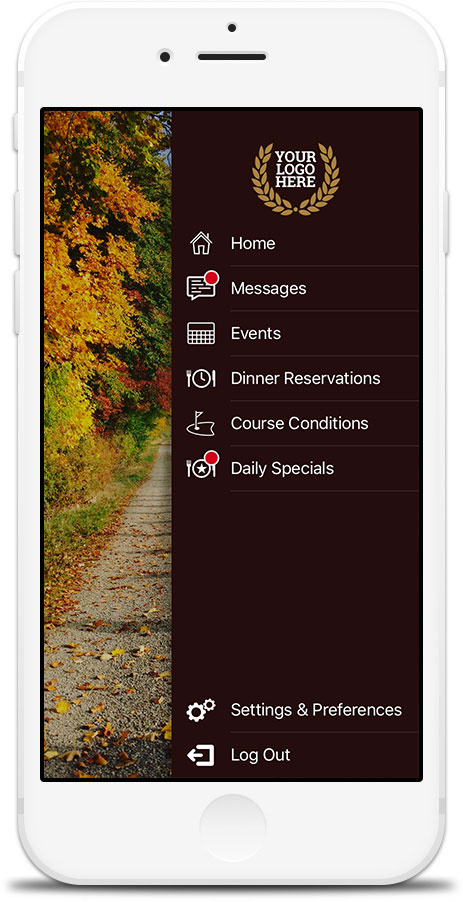 YOUR
LOGO
HERE
Home
Messages
Events
Dinner Reservations
Course Conditions
Daily Specials
Settings & Preferences
Log Out